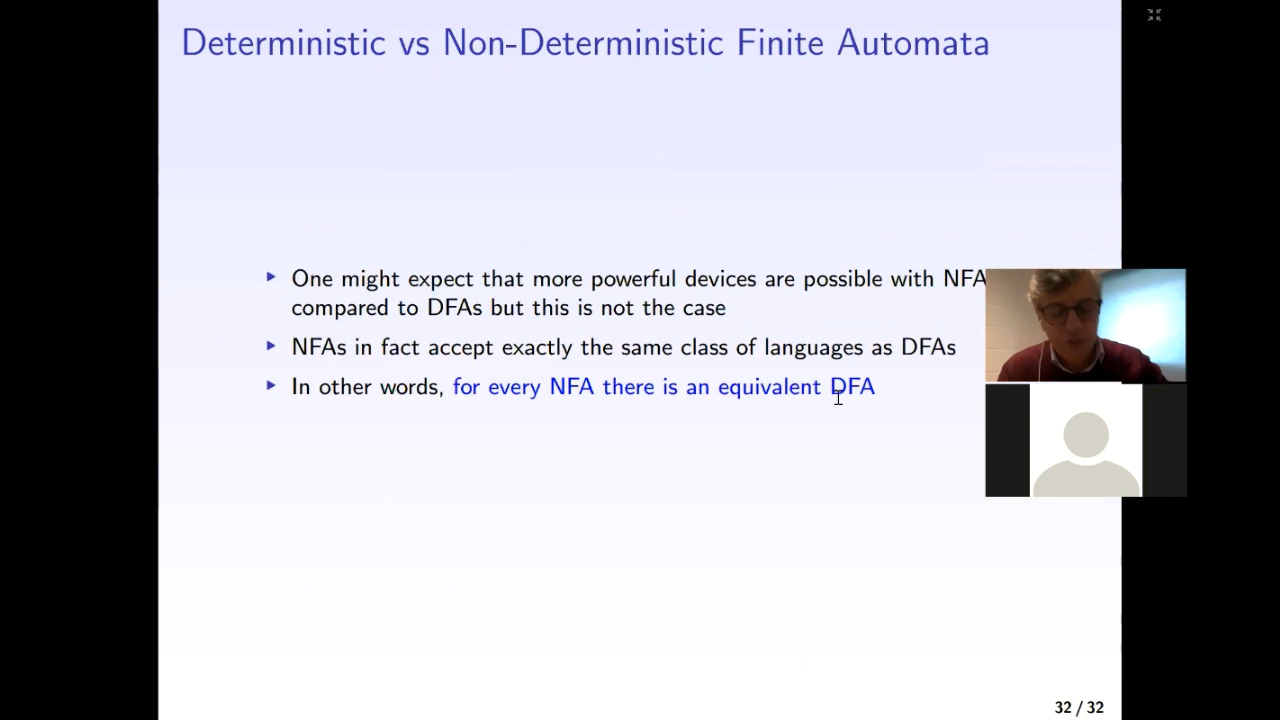 Deterministic vs Non-Deterministic Finite Automata
One might expect that more powerful devices are possible with NFA
compared to DFAs but this is not the case
NFAs in fact accept exactly the same class of languages as DFAs
In other words, for every NFA there is an equivalent DFA
32 / 32